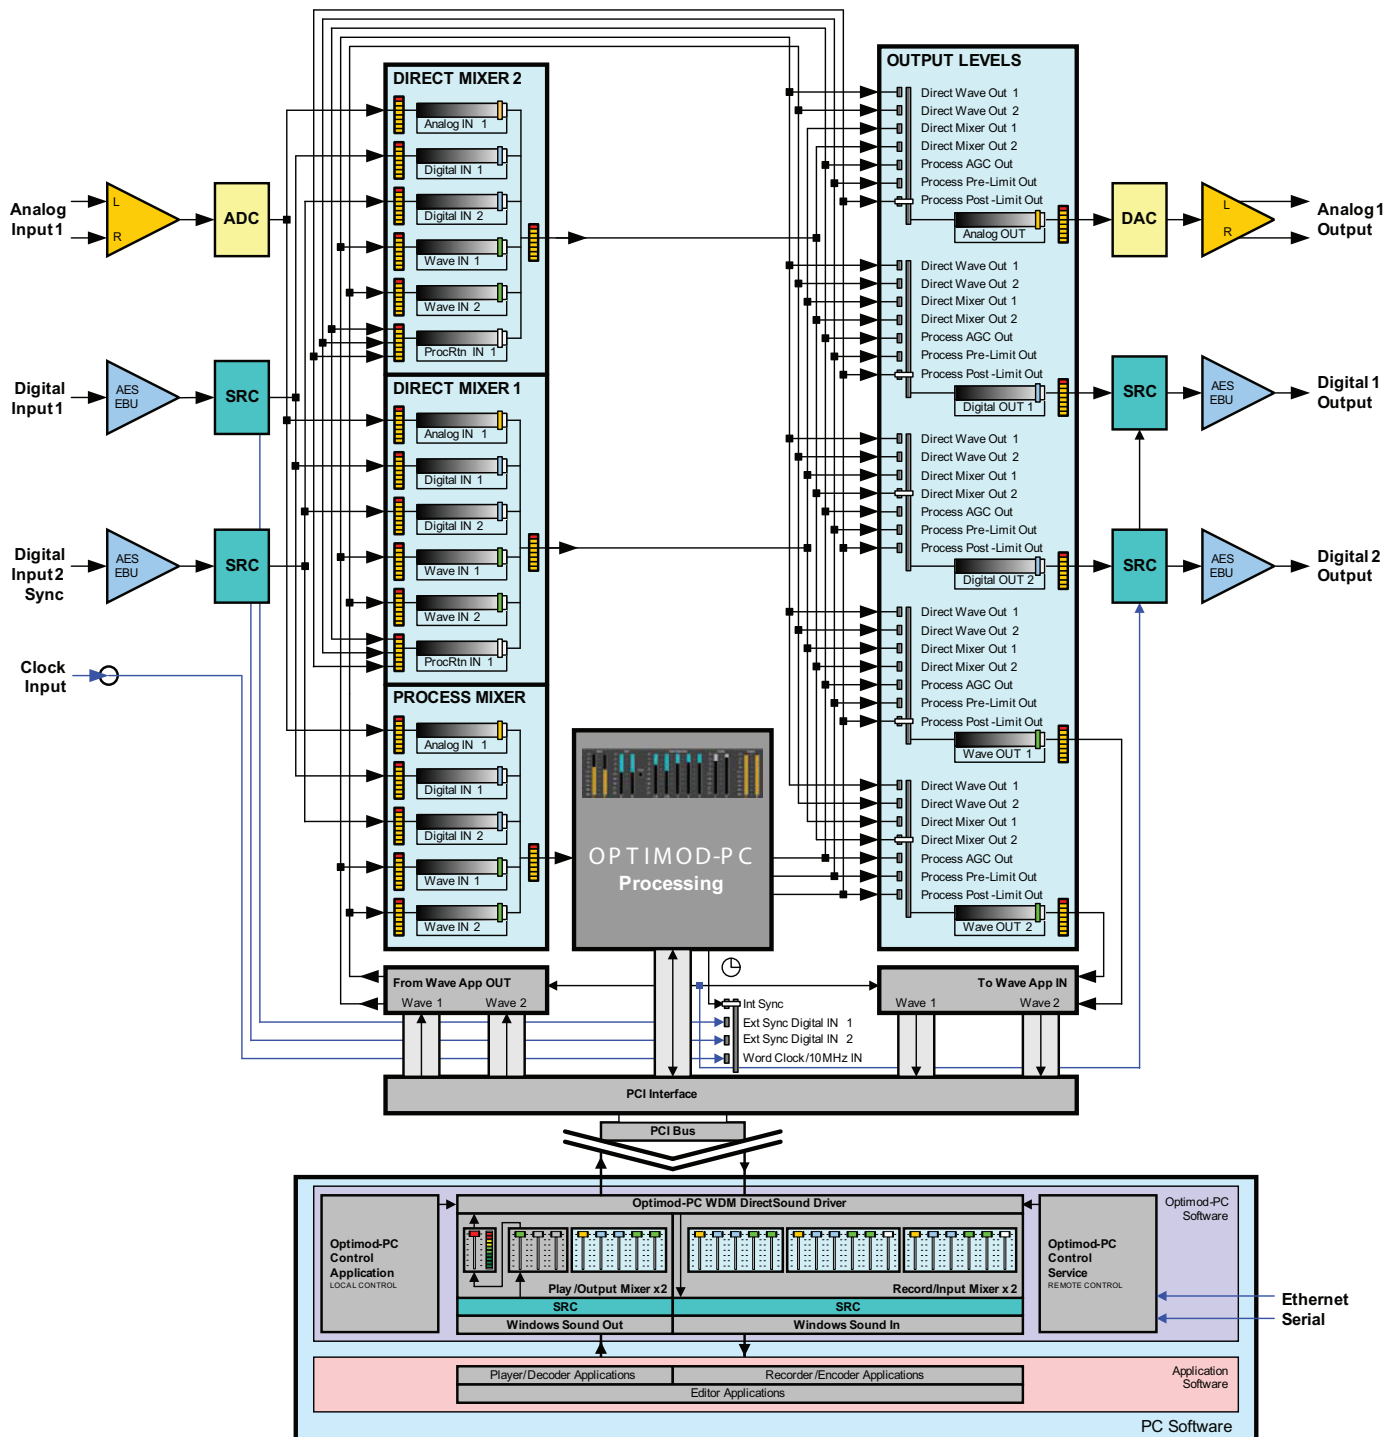 DIRECT MIXER 2
Analog IN 1
Digital IN 1
Digital IN 2
Wave IN 1
Wave IN 2
ProcRtn IN 1
DIRECT MIXER 1
Analog IN 1
Digital IN 1
Digital IN 2
Wave IN 1
Wave IN 2
ProcRtn IN 1
PROCESS MIXER
Analog IN 1
Digital IN 1
Digital IN 2
Wave IN 1
Wave IN 2
Analog
Input 1
L
R
ADC
Digital
Input 1
AES
EBU
SRC
Digital
Input 2
Sync
AES
EBU
SRC
Clock
Input
OPTIMOD-PC
Processing
OUTPUT LEVELS
Direct Wave Out 1
Direct Wave Out 2
Direct Mixer Out 1
Direct Mixer Out 2
Process AGC Out
Process Pre-Limit Out
Process Post-Limit Out
Analog OUT
Direct Wave Out 1
Direct Wave Out 2
Direct Mixer Out 1
Direct Mixer Out 2
Process AGC Out
Process Pre-Limit Out
Process Post-Limit Out
Digital OUT 1
Direct Wave Out 1
Direct Wave Out 2
Direct Mixer Out 1
Direct Mixer Out 2
Process AGC Out
Process Pre-Limit Out
Process Post-Limit Out
Digital OUT 2
Direct Wave Out 1
Direct Wave Out 2
Direct Mixer Out 1
Direct Mixer Out 2
Process AGC Out
Process Pre-Limit Out
Process Post-Limit Out
Wave OUT 1
Direct Wave Out 1
Direct Wave Out 2
Direct Mixer Out 1
Direct Mixer Out 2
Process AGC Out
Process Pre-Limit Out
Process Post-Limit Out
Wave OUT 2
DAC
L
R
Analog 1
Output
SRC
AES
EBU
Digital 1
Output
SRC
AES
EBU
Digital 2
Output
From Wave App OUT
Wave 1
Wave 2
To Wave App IN
Wave 1
Wave 2
Int Sync
Ext Sync Digital IN 1
Ext Sync Digital IN 2
Word Clock/10MHz IN
PCI Interface
PCI Bus
Optimod-PC
Software
Optimod-PC WDM DirectSound Driver
Optimod-PC
Control
Application
LOCAL CONTROL
Play/Output Mixer x2
Record/Input Mixer x2
SRC
SRC
Windows Sound Out
Windows Sound In
Optimod-PC
Control
Service
REMOTE CONTROL
Ethernet
Serial
Player/Decoder Applications
Recorder/Encoder Applications
Editor Applications
Application
Software
PC Software